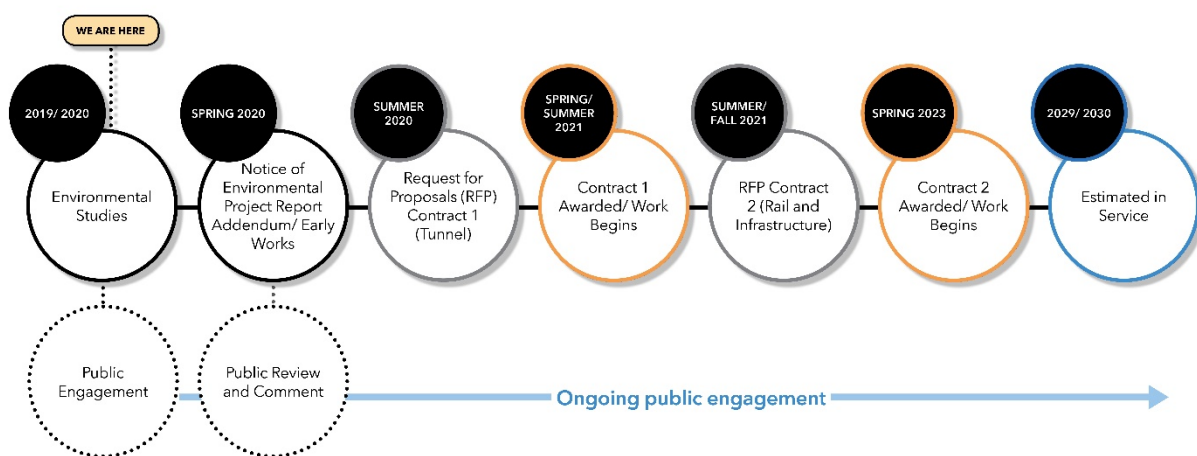 WE ARE HERE
2019/ 2020
Environmental
Studies
SPRING 2020
Notice of
Environmental
Project Report
Addendum/ Early
Works
SUMMER
2020
Request for
Proposals (RFP)
Contract 1
(Tunnel)
SPRING/
SUMMER
2021
Contract 1
Awarded/ Work
Begins
SUMMER/
FALL 2021
RFP Contract
2 (Rail and
Infrastructure)
SPRING 2023
Contract 2
Awarded/ Work
Begins
2029/ 2030
Estimated in
Service
Public
Engagement
Public Review
and Comment
Ongoing public engagement